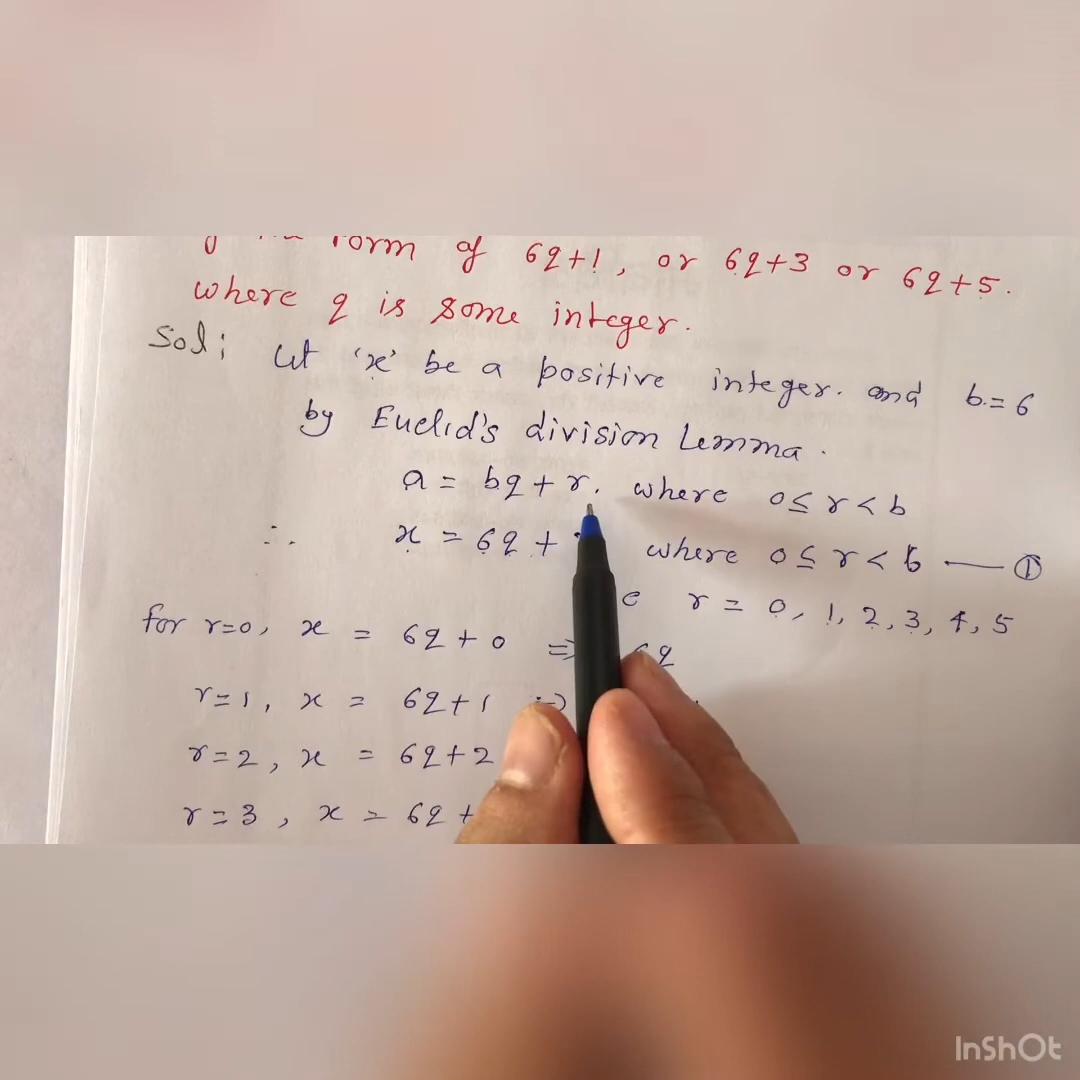 form of 6q+1, or 6q+3 or 6q+5.
where q is some integer.
Sol; Let 'x' be a positive integer. and b=6
by Euclid's division Lemma.
a = bq + r. where 0 ≤ r < b
∴ x = 6q + where 0 ≤ r < 6 — ①
r = 0, 1, 2, 3, 4, 5
for r=0, x = 6q + 0 ⇒ 6q
r=1, x = 6q+1 ⇒
r=2, x = 6q+2
r=3, x = 6q +
InShOt